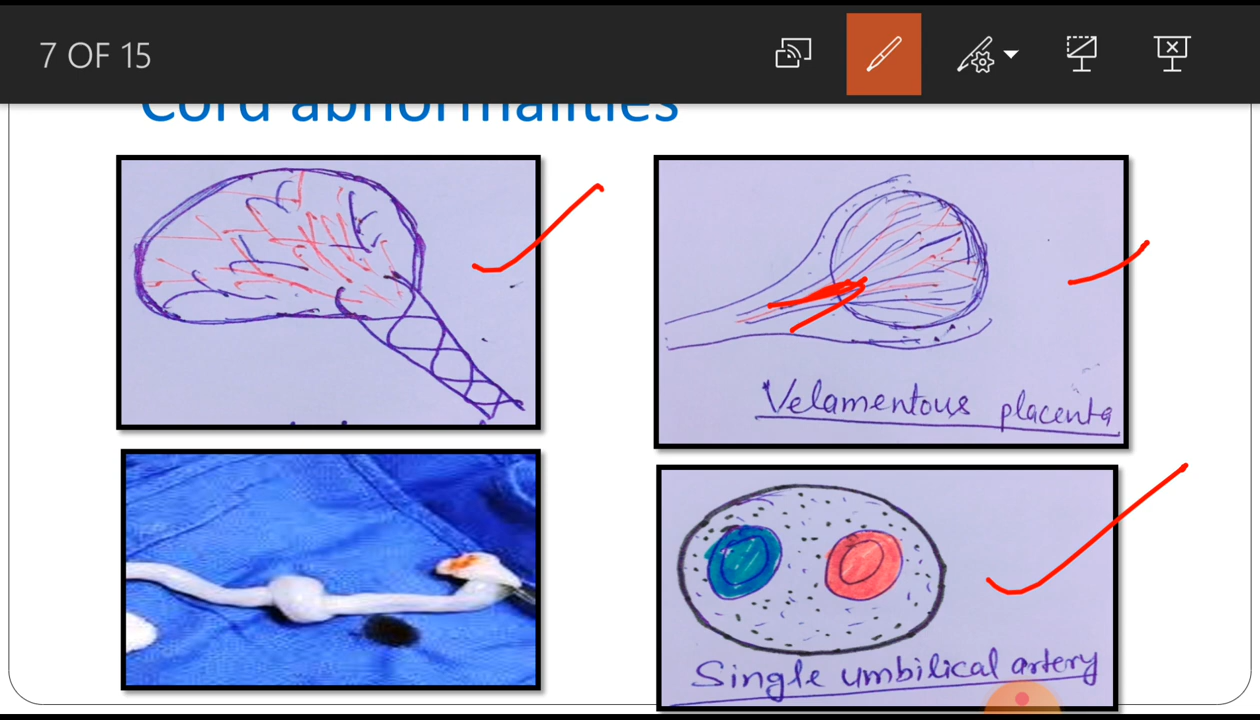 7 OF 15
Cord abnormalities
Velamentous placenta
Single umbilical artery